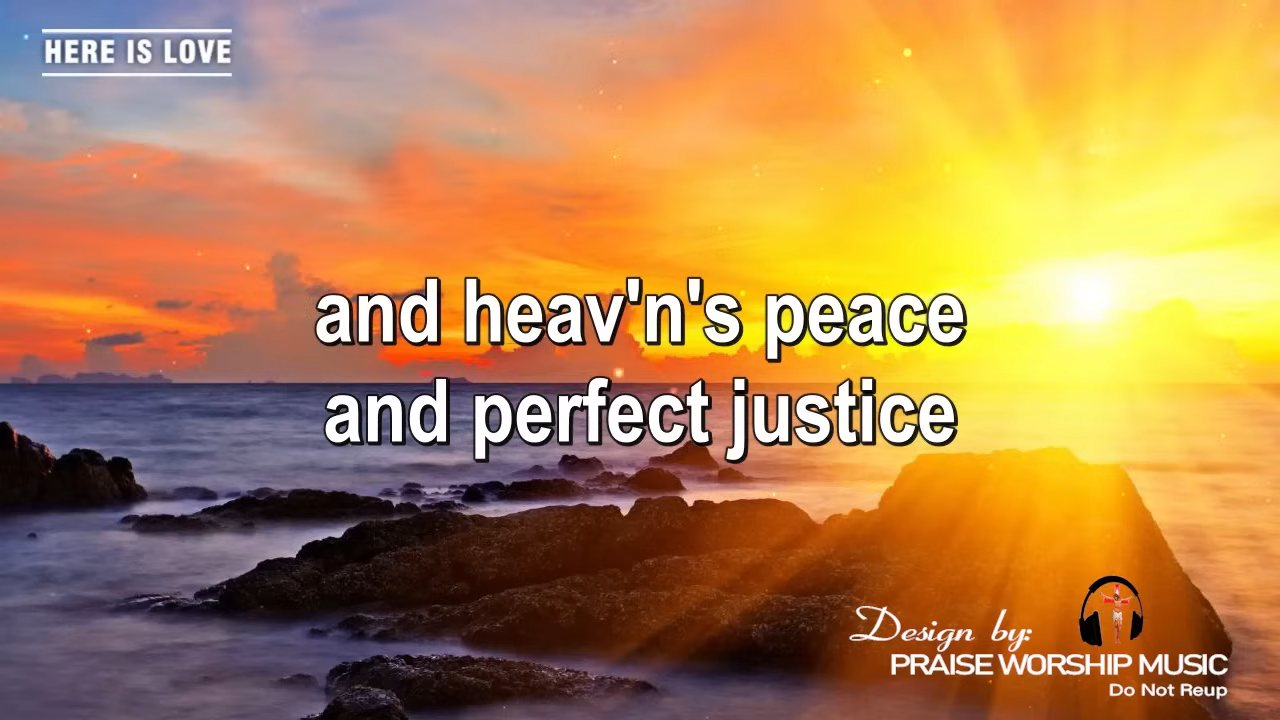 HERE IS LOVE
and heav'n's peace
and perfect justice
Design by:
PRAISE WORSHIP MUSIC
Do Not Reup